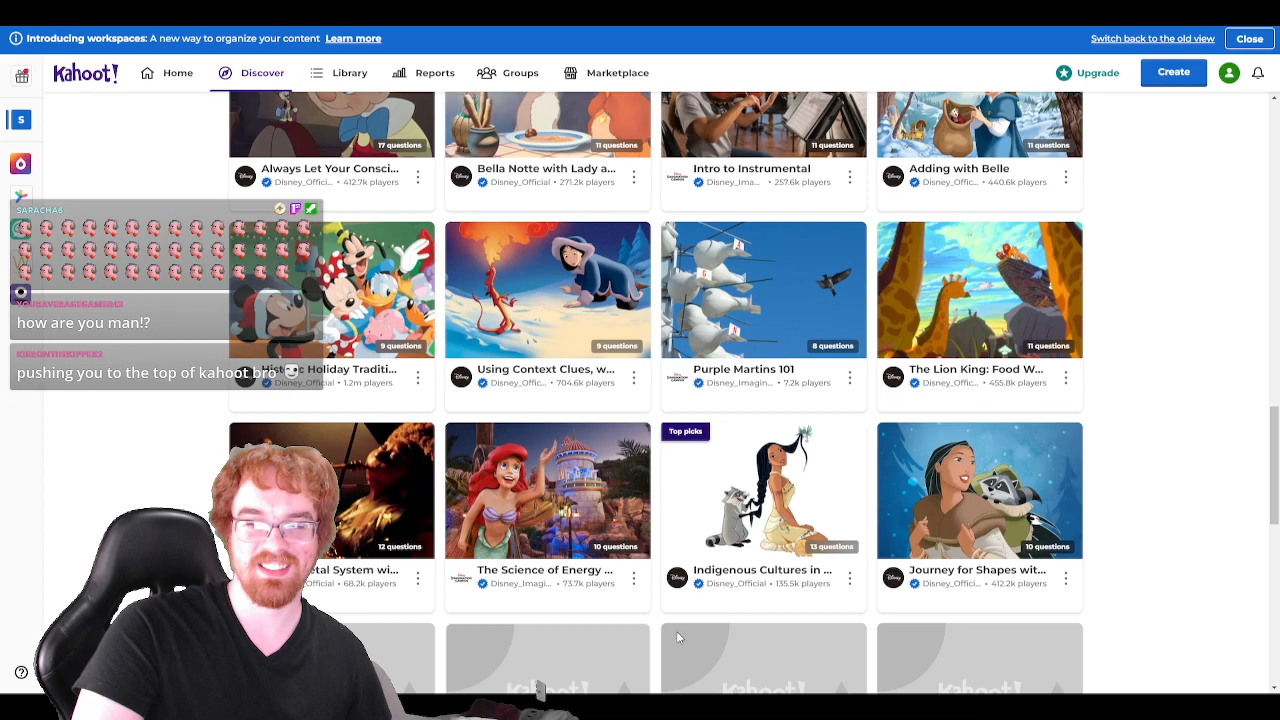 Introducing workspaces: A new way to organize your content Learn more
Switch back to the old view
Close
Kahoot!
Home
Discover
Library
Reports
Groups
Marketplace
Upgrade
Create
S
17 questions
11 questions
11 questions
11 questions
Always Let Your Consci...
Disney_Offici... • 412.7k players
Bella Notte with Lady a...
Disney_Official • 271.2k players
Intro to Instrumental
Disney_Ima... • 257.6k players
Adding with Belle
Disney_Offic... • 440.6k players
SARACHA6
how are you man!?
pushing you to the top of kahoot bro
9 questions
9 questions
8 questions
11 questions
Historic Holiday Traditi...
Disney_Official • 1.2m players
Using Context Clues, w...
Disney_Offic... • 704.6k players
Purple Martins 101
Disney_Imagin... • 7.2k players
The Lion King: Food W...
Disney_Offic... • 455.8k players
Top picks
12 questions
10 questions
13 questions
10 questions
etal System wi...
Official • 68.2k players
The Science of Energy ...
Disney_Imagi... • 73.7k players
Indigenous Cultures in ...
Disney_Official • 135.5k players
Journey for Shapes wit...
Disney_Offici... • 412.2k players
Kahoot!
Kahoot!
Kahoot!